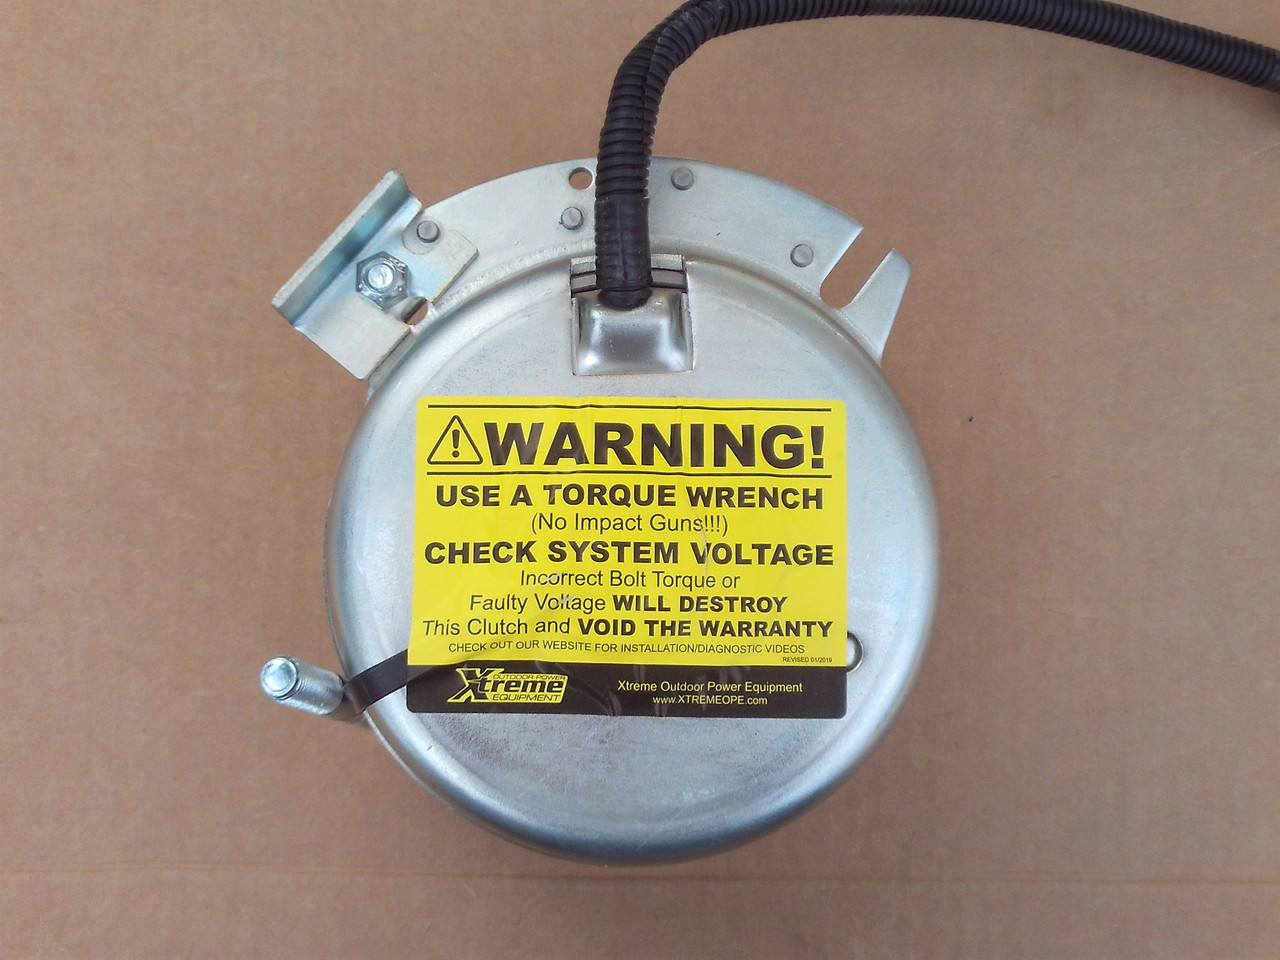 WARNING!
USE A TORQUE WRENCH
(No Impact Guns!!!)
CHECK SYSTEM VOLTAGE
Incorrect Bolt Torque or
Faulty Voltage WILL DESTROY
This Clutch and VOID THE WARRANTY
CHECK OUT OUR WEBSITE FOR INSTALLATION/DIAGNOSTIC VIDEOS
REVISED 01/2019
OUTDOOR POWER
Xtreme
EQUIPMENT
Xtreme Outdoor Power Equipment
www.XTREMEOPE.com